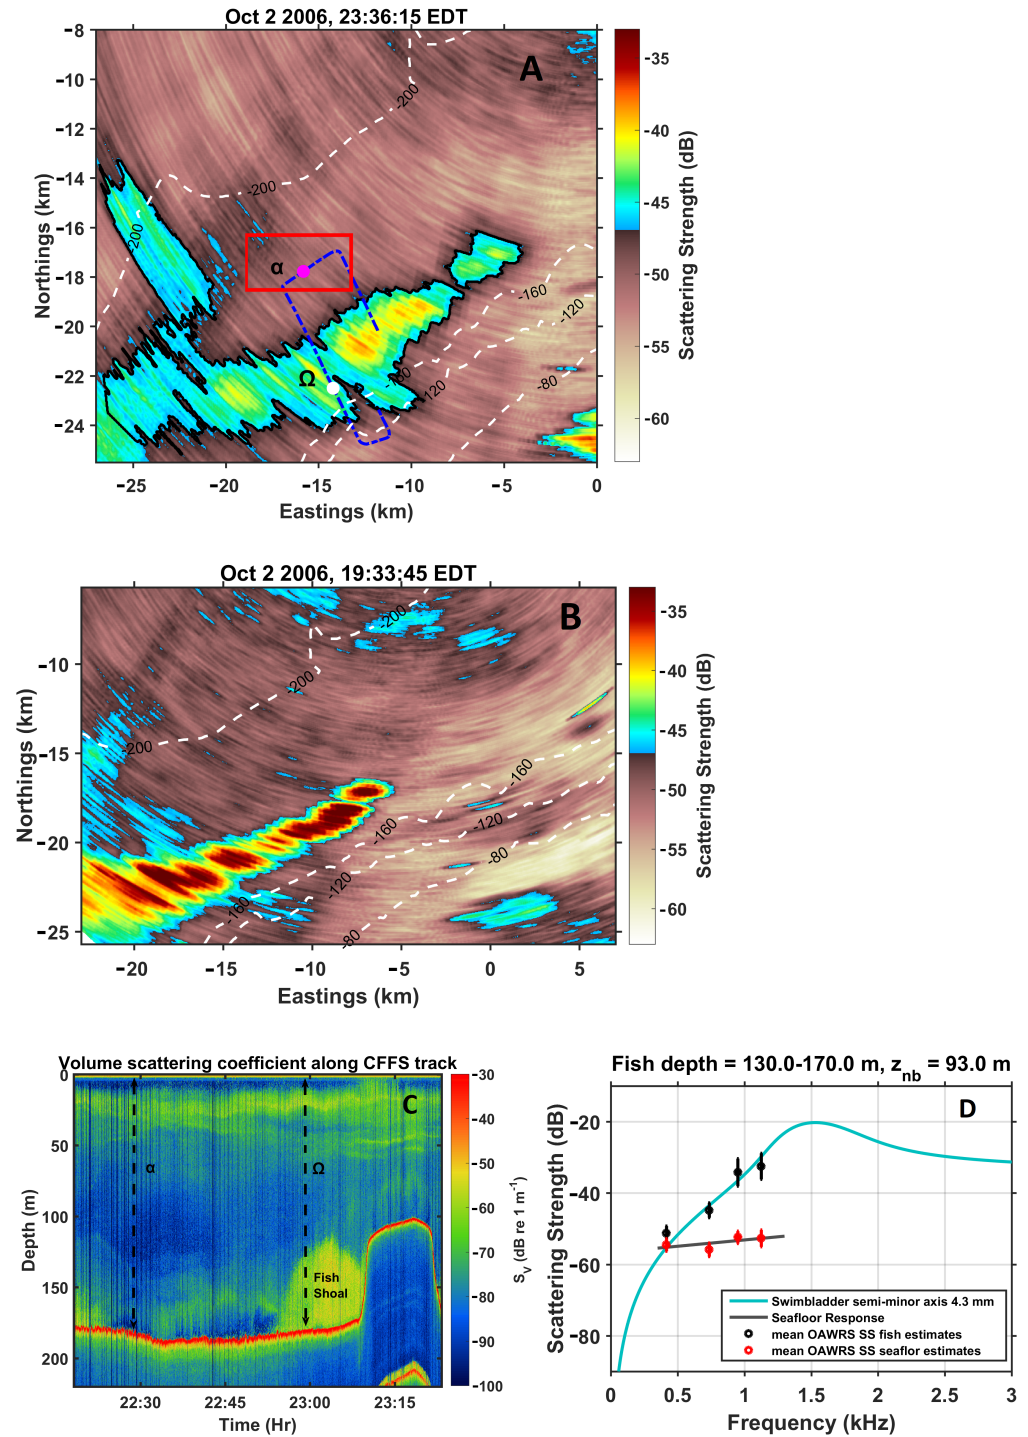 Oct 2 2006, 23:36:15 EDT
A
-8
-10
-12
-14
-16
-18
-20
-22
-24
Northings (km)
-25
-20
-15
-10
-5
0
Eastings (km)
-200
-200
-200
-160
-120
-80
-160
-120
α
Ω
-35
-40
-45
-50
-55
-60
Scattering Strength (dB)
Oct 2 2006, 19:33:45 EDT
B
-10
-15
-20
-25
Northings (km)
-20
-15
-10
-5
0
5
Eastings (km)
-200
-200
-200
-160
-160
-120
-80
-120
-160
-80
-35
-40
-45
-50
-55
-60
Scattering Strength (dB)
Volume scattering coefficient along CFFS track
C
0
50
100
150
200
Depth (m)
α
Ω
Fish
Shoal
22:30
22:45
23:00
23:15
Time (Hr)
-30
-40
-50
-60
-70
-80
-90
-100
S_V (dB re 1 m^-1)
Fish depth = 130.0-170.0 m, z_nb = 93.0 m
D
-20
-40
-60
-80
Scattering Strength (dB)
Swimbladder semi-minor axis 4.3 mm
Seafloor Response
mean OAWRS SS fish estimates
mean OAWRS SS seaflor estimates
0
0.5
1
1.5
2
2.5
3
Frequency (kHz)